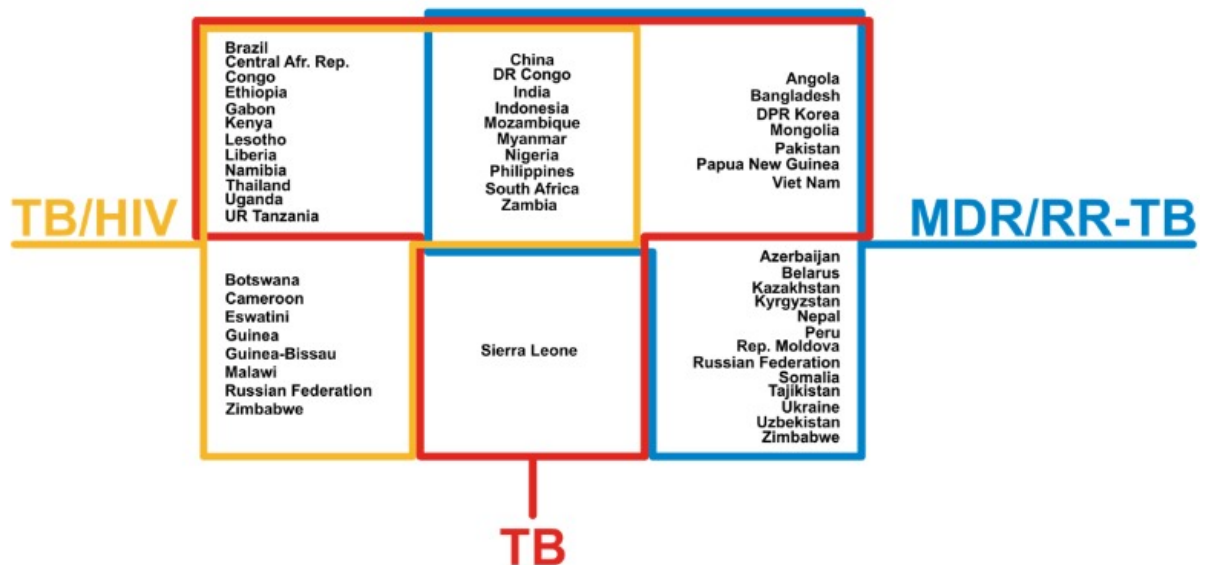 Brazil
Central Afr. Rep.
Congo
Ethiopia
Gabon
Kenya
Lesotho
Liberia
Namibia
Thailand
Uganda
UR Tanzania
China
DR Congo
India
Indonesia
Mozambique
Myanmar
Nigeria
Philippines
South Africa
Zambia
Angola
Bangladesh
DPR Korea
Mongolia
Pakistan
Papua New Guinea
Viet Nam
TB/HIV
MDR/RR-TB
Botswana
Cameroon
Eswatini
Guinea
Guinea-Bissau
Malawi
Russian Federation
Zimbabwe
Sierra Leone
Azerbaijan
Belarus
Kazakhstan
Kyrgyzstan
Nepal
Peru
Rep. Moldova
Russian Federation
Somalia
Tajikistan
Ukraine
Uzbekistan
Zimbabwe
TB